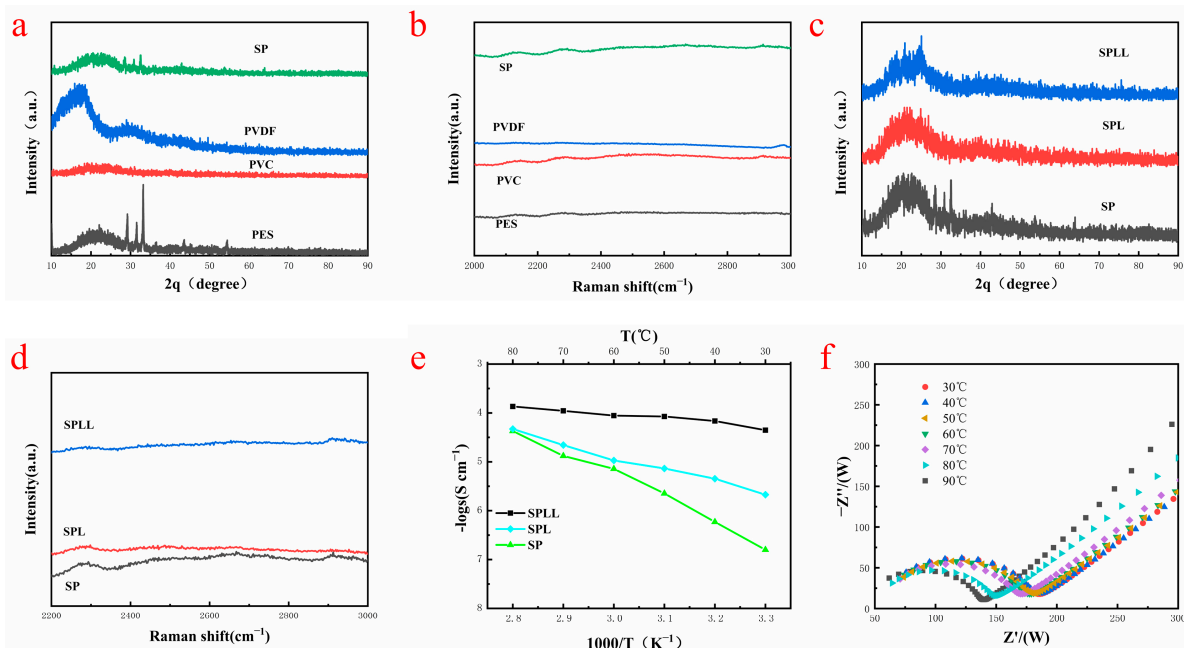 a
SP
PVDF
PVC
PES
Intensity (a.u.)
10 20 30 40 50 60 70 80 90
2q (degree)
b
SP
PVDF
PVC
PES
Intensity(a.u.)
2000 2200 2400 2600 2800 300
Raman shift(cm⁻¹)
c
SPLL
SPL
SP
Intensity (a.u.)
10 20 30 40 50 60 70 80 90
2q (degree)
d
SPLL
SPL
SP
Intensity(a.u.)
2200 2400 2600 2800 3000
Raman shift(cm⁻¹)
e
T(℃)
80 70 60 50 40 30
3
4
5
6
7
8
-logs(S cm⁻¹)
SPLL
SPL
SP
2.8 2.9 3.0 3.1 3.2 3.3
1000/T (K⁻¹)
f
300
250
200
150
100
50
0
−Z''/(W)
30℃
40℃
50℃
60℃
70℃
80℃
90℃
50 100 150 200 250 300
Z'/(W)